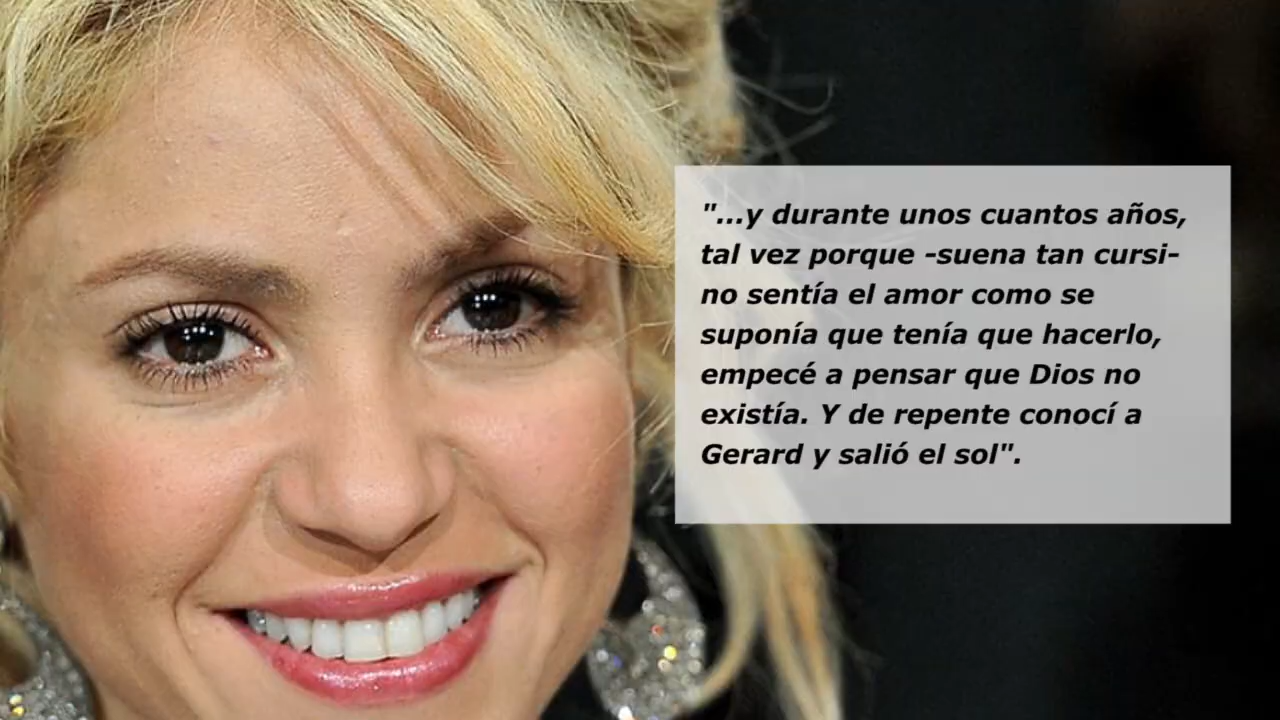 "...y durante unos cuantos años,
tal vez porque -suena tan cursi-
no sentía el amor como se
suponía que tenía que hacerlo,
empecé a pensar que Dios no
existía. Y de repente conocí a
Gerard y salió el sol".